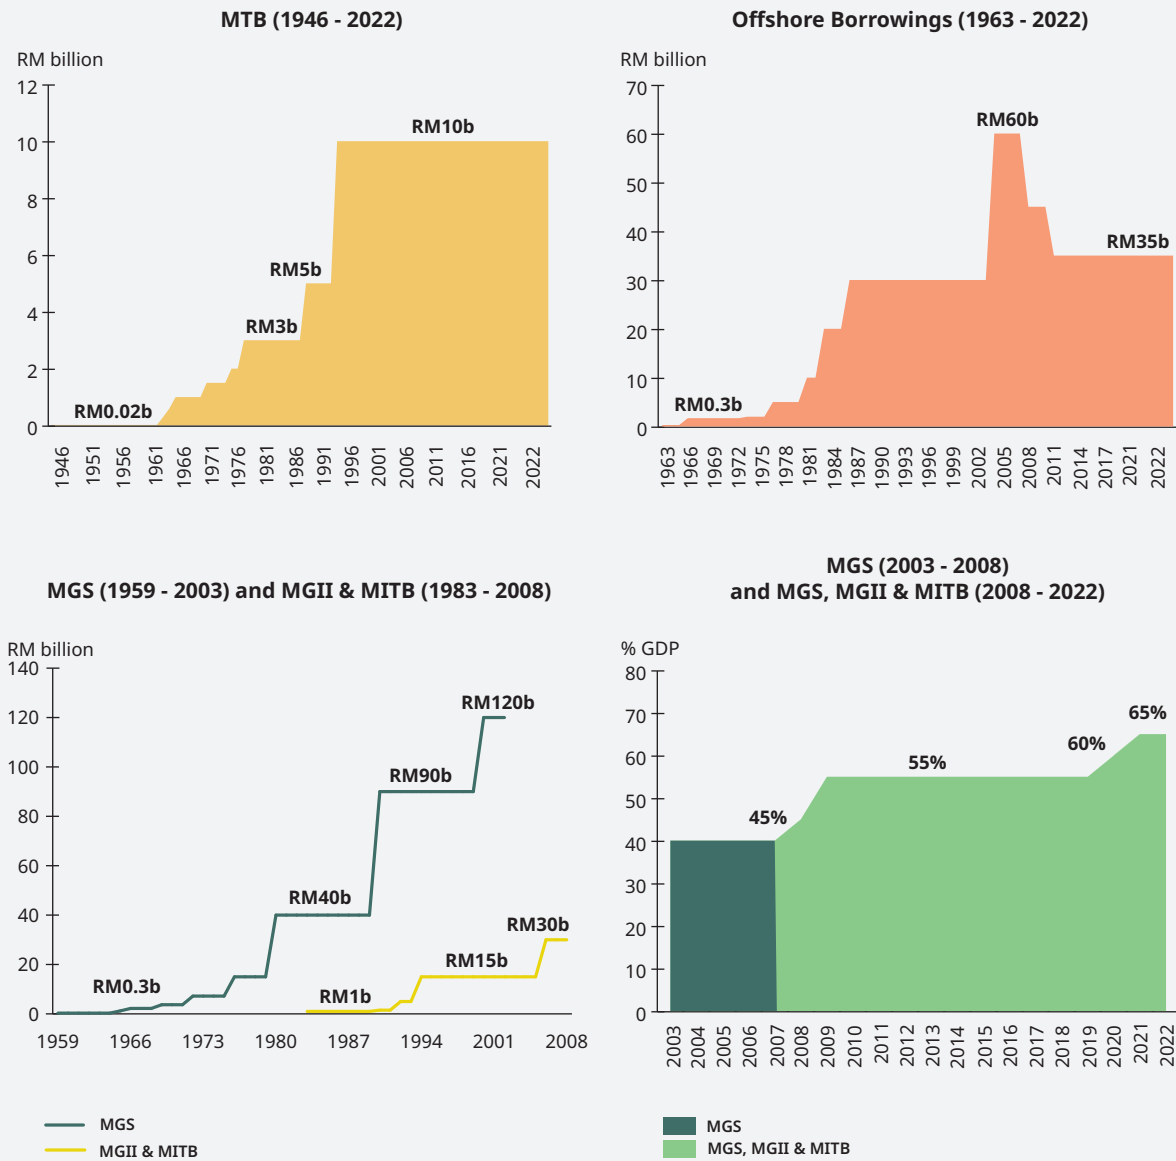 MTB (1946 - 2022)
RM billion
12
10
8
6
4
2
0
RM0.02b
RM3b
RM5b
RM10b
1946 1951 1956 1961 1966 1971 1976 1981 1986 1991 1996 2001 2006 2011 2016 2021 2022
Offshore Borrowings (1963 - 2022)
RM billion
70
60
50
40
30
20
10
0
RM0.3b
RM60b
RM35b
1963 1966 1969 1972 1975 1978 1981 1984 1987 1990 1993 1996 1999 2002 2005 2008 2011 2014 2017 2021 2022
MGS (1959 - 2003) and MGII & MITB (1983 - 2008)
RM billion
140
120
100
80
60
40
20
0
RM0.3b
RM40b
RM90b
RM120b
RM1b
RM15b
RM30b
1959 1966 1973 1980 1987 1994 2001 2008
MGS
MGII & MITB
MGS (2003 - 2008)
and MGS, MGII & MITB (2008 - 2022)
% GDP
80
70
60
50
40
30
20
10
0
45%
55%
60%
65%
2003 2004 2005 2006 2007 2008 2009 2010 2011 2012 2013 2014 2015 2016 2017 2018 2019 2020 2021 2022
MGS
MGS, MGII & MITB